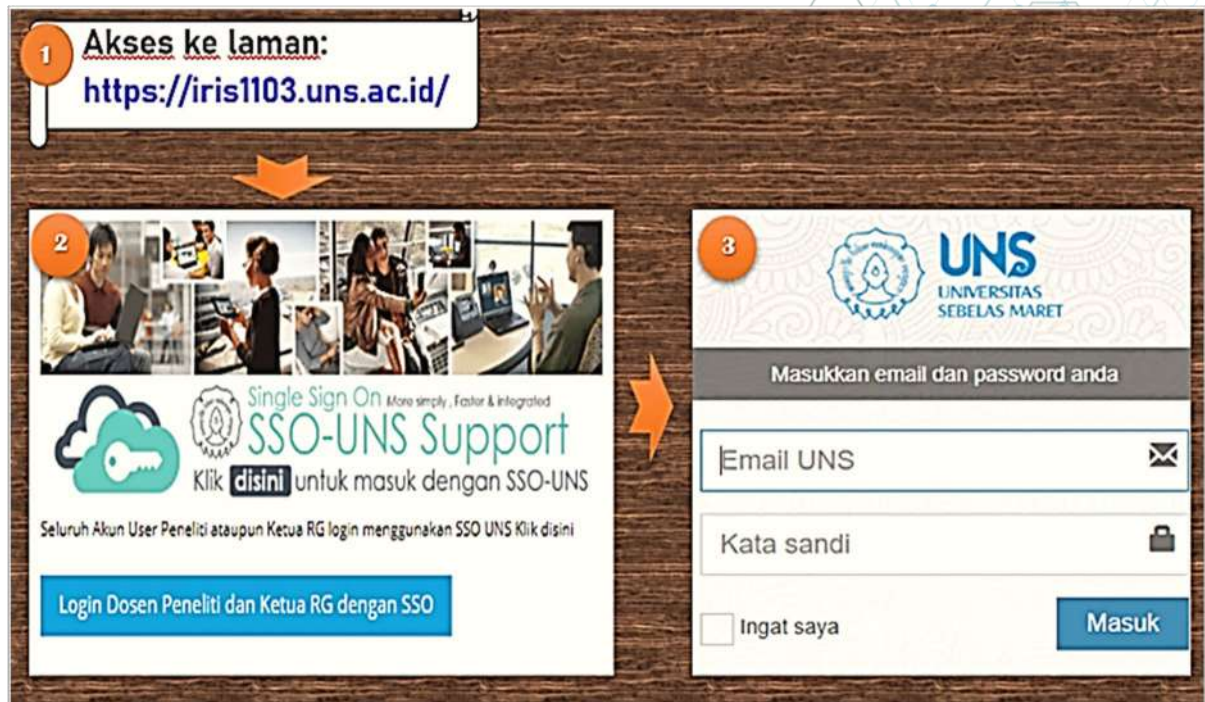 1
Akses ke laman:
https://iris1103.uns.ac.id/
2
Single Sign On More simply, Faster & Integrated
SSO-UNS Support
Klik disini untuk masuk dengan SSO-UNS
Seluruh Akun User Peneliti ataupun Ketua RG login menggunakan SSO UNS Klik disini
Login Dosen Peneliti dan Ketua RG dengan SSO
3
UNS
UNIVERSITAS
SEBELAS MARET
Masukkan email dan password anda
Email UNS
Kata sandi
Ingat saya
Masuk